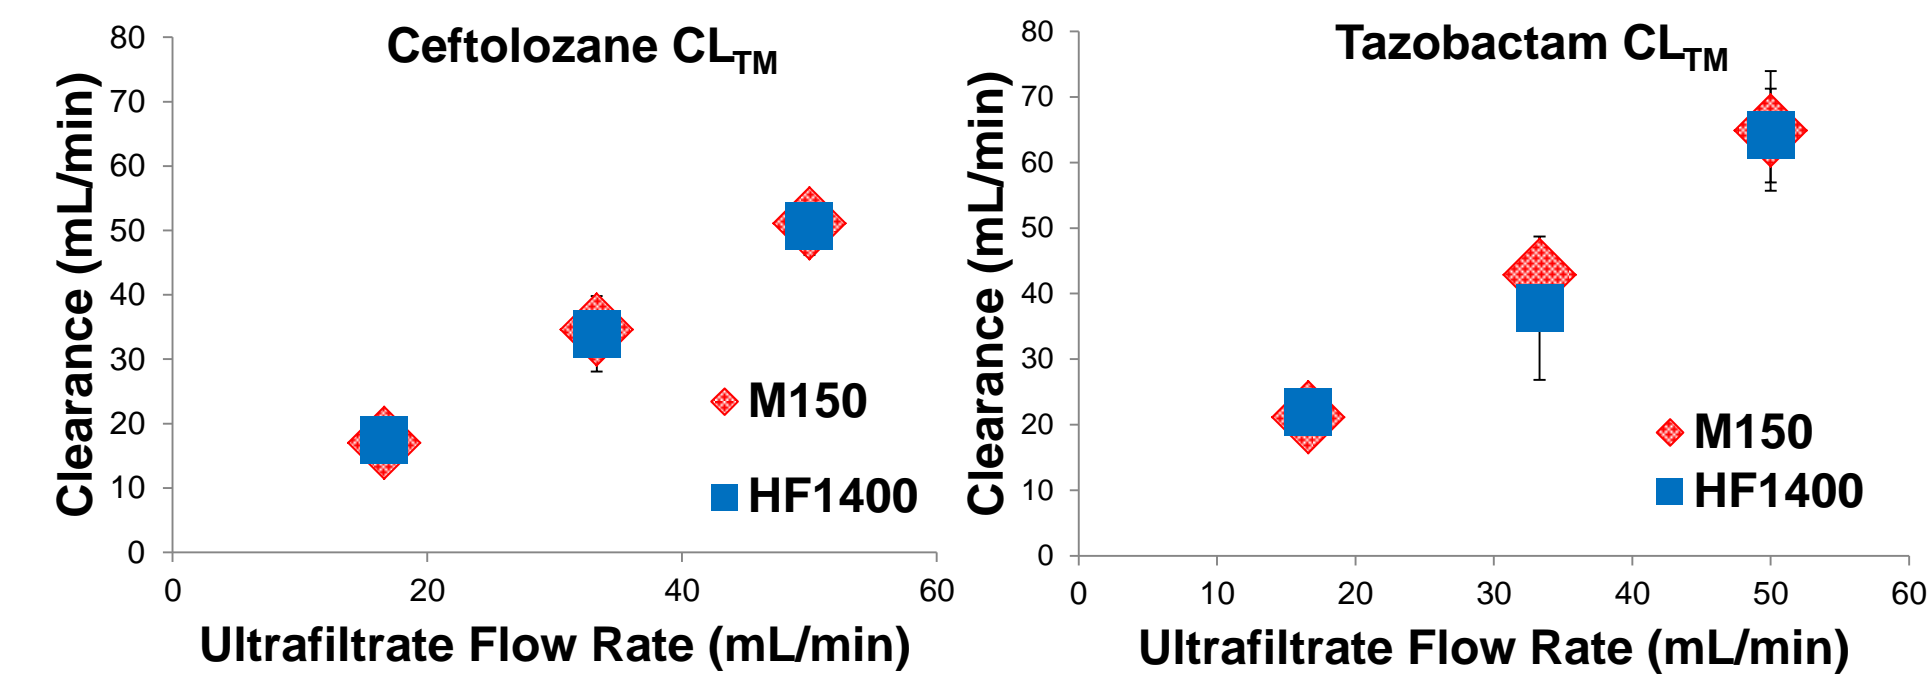 Ceftolozane CLTM
80
70
60
50
40
30
20
10
0
0 20 40 60
Clearance (mL/min)
Ultrafiltrate Flow Rate (mL/min)
M150
HF1400
Tazobactam CLTM
80
70
60
50
40
30
20
10
0
0 10 20 30 40 50 60
Clearance (mL/min)
Ultrafiltrate Flow Rate (mL/min)
M150
HF1400